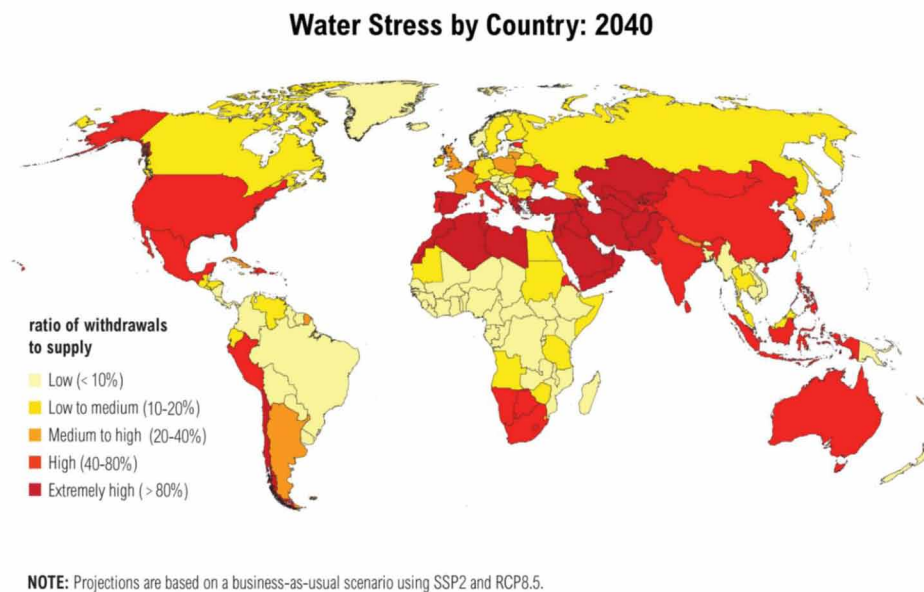 Water Stress by Country: 2040
ratio of withdrawals
to supply
Low (< 10%)
Low to medium (10-20%)
Medium to high (20-40%)
High (40-80%)
Extremely high (> 80%)
NOTE: Projections are based on a business-as-usual scenario using SSP2 and RCP8.5.